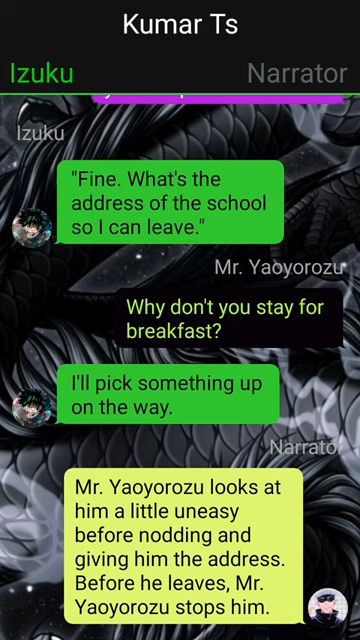 Kumar Ts
Izuku
Narrator
Izuku
"Fine. What's the
address of the school
so I can leave."
Mr. Yaoyorozu
Why don't you stay for
breakfast?
I'll pick something up
on the way.
Narrator
Mr. Yaoyorozu looks at
him a little uneasy
before nodding and
giving him the address.
Before he leaves, Mr.
Yaoyorozu stops him.